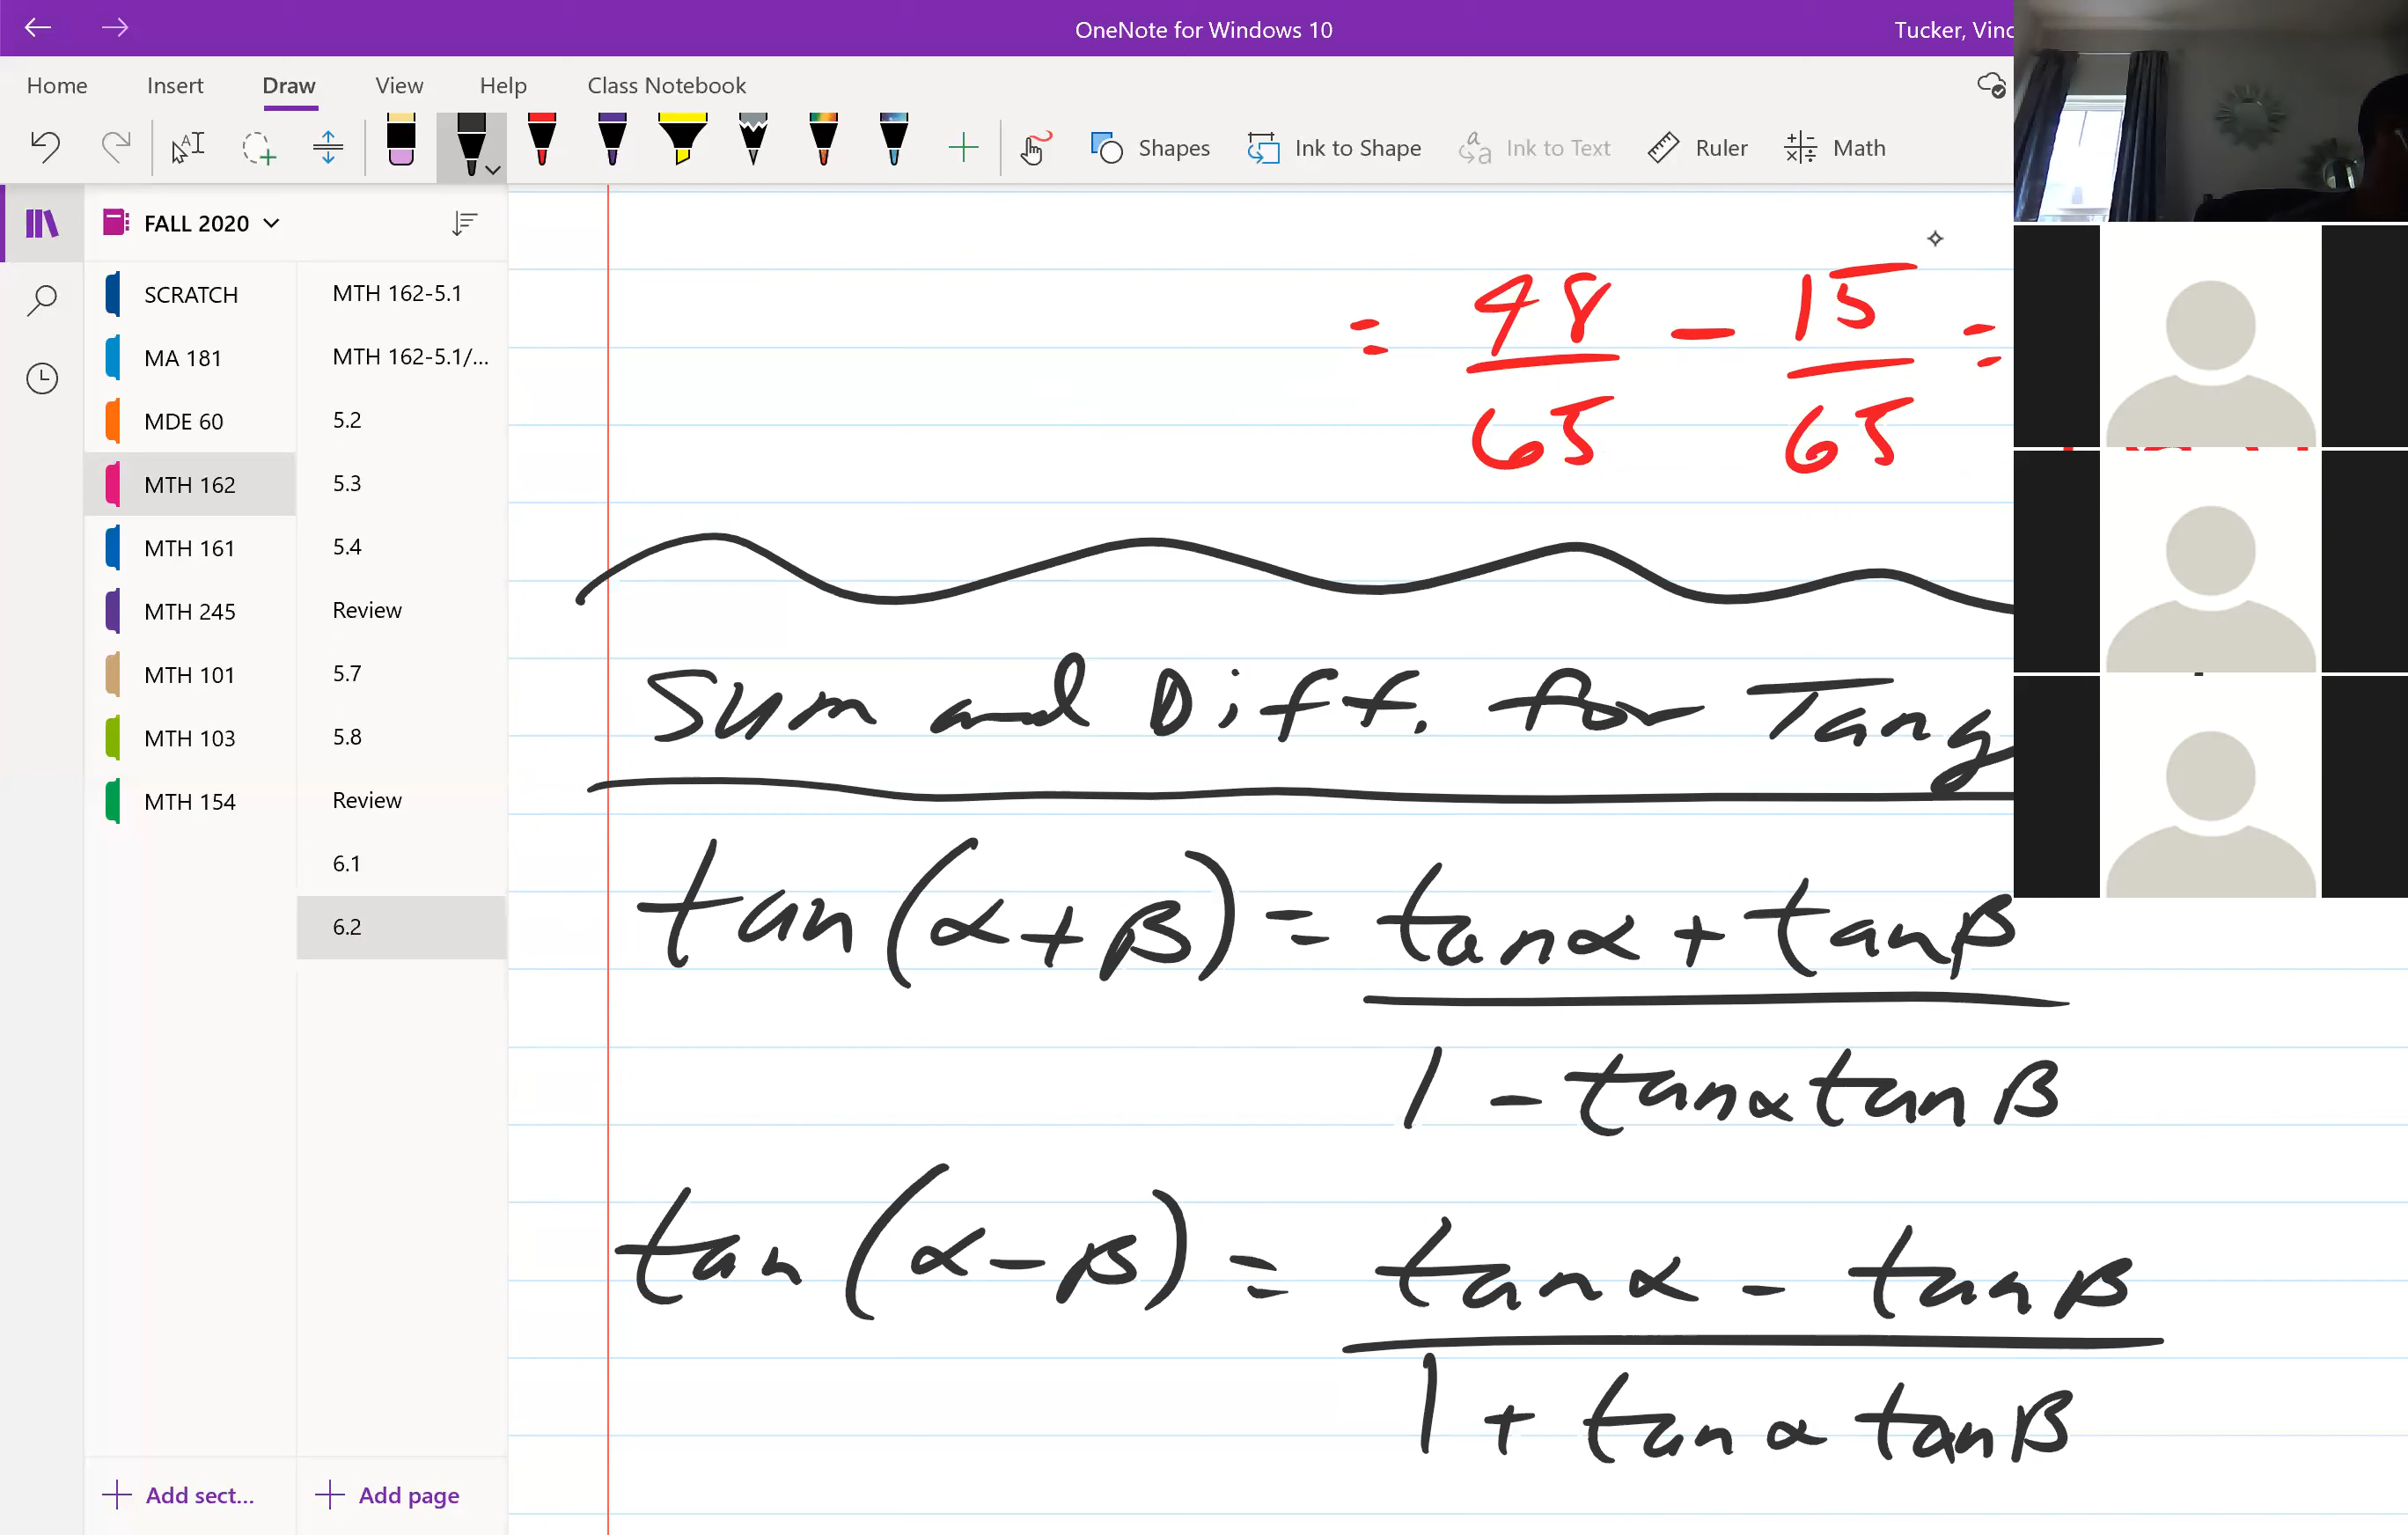 OneNote for Windows 10
Tucker, Vinc
Home Insert Draw View Help Class Notebook
Shapes Ink to Shape Ink to Text Ruler Math
FALL 2020
SCRATCH
MA 181
MDE 60
MTH 162
MTH 161
MTH 245
MTH 101
MTH 103
MTH 154
Add sect...
MTH 162-5.1
MTH 162-5.1/...
5.2
5.3
5.4
Review
5.7
5.8
Review
6.1
6.2
Add page
= 48/65 - 15/65 =
Sum and Diff. for Tang
tan(α+β) = tanα + tanβ
1 - tanα tanβ
tan(α-β) = tanα - tanβ
1 + tanα tanβ